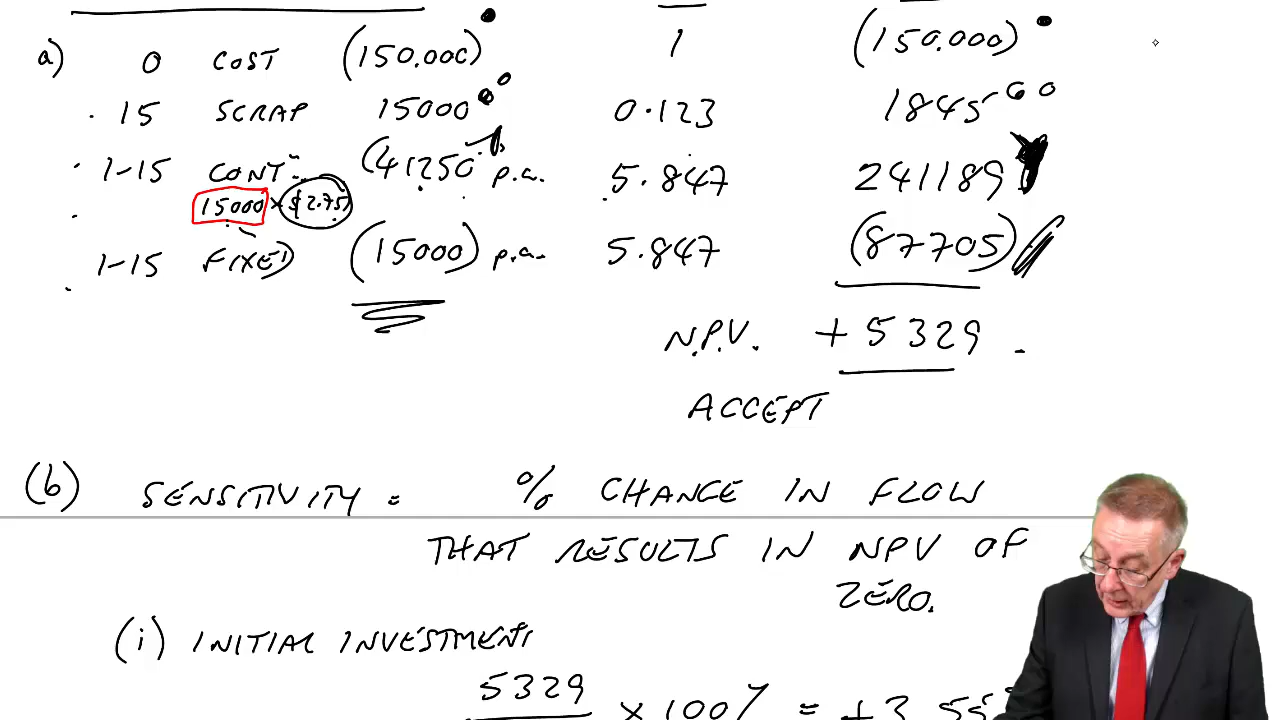 a) 0 COST (150,000) 1 (150,000)
15 SCRAP 15000 0.123 1845
1-15 CONT (41250 p.a. 5.847 241189
15000 × $2.75
1-15 FIXED (15000) p.a. 5.847 (87705)
N.P.V. + 5329
ACCEPT
(b) SENSITIVITY = % CHANGE IN FLOW
THAT RESULTS IN NPV OF
ZERO.
(i) INITIAL INVESTMENT
5329
× 100% = +3.55